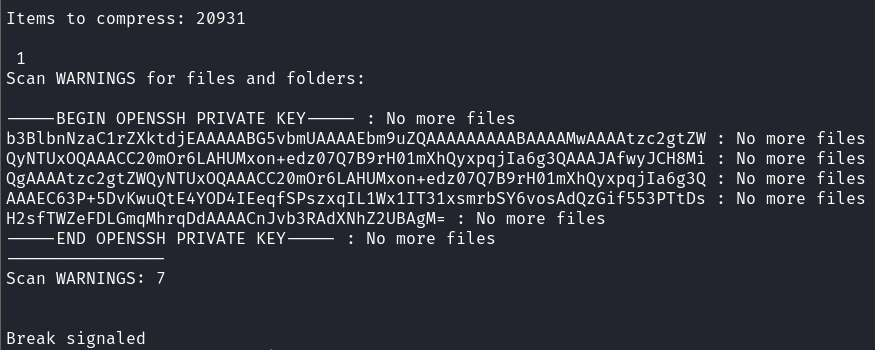 Items to compress: 20931
1
Scan WARNINGS for files and folders:
-----BEGIN OPENSSH PRIVATE KEY----- : No more files
b3BlbnNzaC1rZXktdjEAAAAABG5vbmUAAAAEbm9uZQAAAAAAAAABAAAAMwAAAAtzc2gtZW : No more files
QyNTUxOQAAACC20mOr6LAHUMxon+edz07Q7B9rH01mXhQyxpqjIa6g3QAAAJAfwyJCH8Mi : No more files
QgAAAAtzc2gtZWQyNTUxOQAAACC20mOr6LAHUMxon+edz07Q7B9rH01mXhQyxpqjIa6g3Q : No more files
AAAEC63P+5DvKwuQtE4YOD4IEeqfSPszxqIL1Wx1IT31xsmrbSY6vosAdQzGif553PTtDs : No more files
H2sfTWZeFDLGmqMhrqDdAAAACnJvb3RAdXNhZ2UBAgM= : No more files
-----END OPENSSH PRIVATE KEY----- : No more files
----------------
Scan WARNINGS: 7
Break signaled